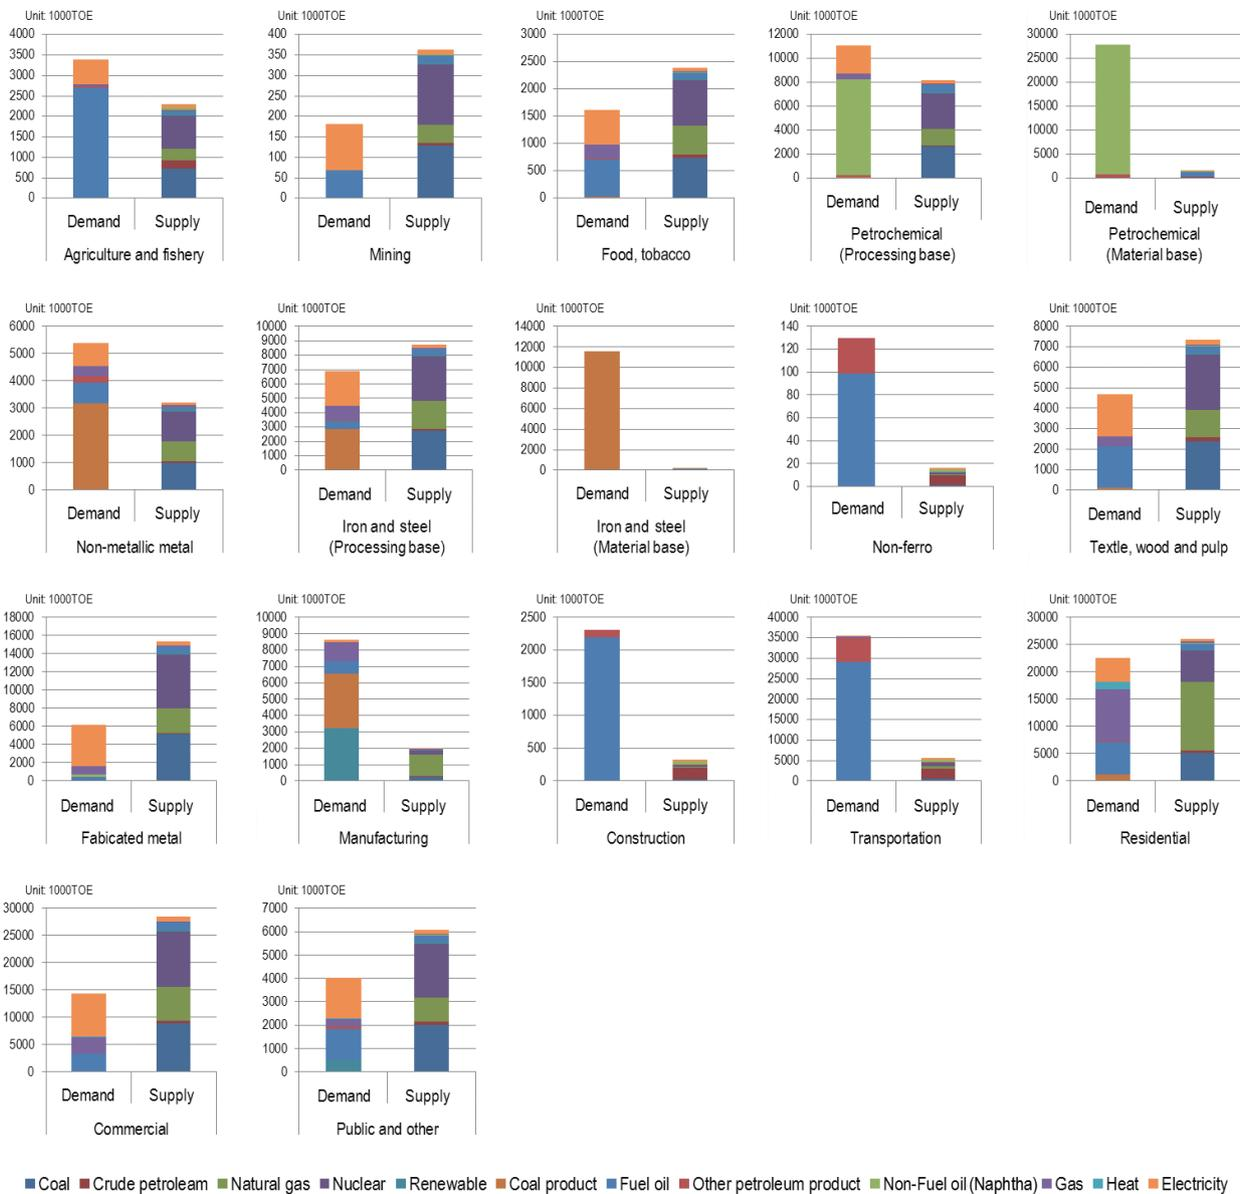 Unit: 1000TOE
4000
3500
3000
2500
2000
1500
1000
500
0
Demand Supply
Agriculture and fishery
Unit: 1000TOE
400
350
300
250
200
150
100
50
0
Demand Supply
Mining
Unit: 1000TOE
3000
2500
2000
1500
1000
500
0
Demand Supply
Food, tobacco
Unit: 1000TOE
12000
10000
8000
6000
4000
2000
0
Demand Supply
Petrochemical
(Processing base)
Unit: 1000TOE
30000
25000
20000
15000
10000
5000
0
Demand Supply
Petrochemical
(Material base)
Unit: 1000TOE
6000
5000
4000
3000
2000
1000
0
Demand Supply
Non-metallic metal
Unit: 1000TOE
10000
9000
8000
7000
6000
5000
4000
3000
2000
1000
0
Demand Supply
Iron and steel
(Processing base)
Unit: 1000TOE
14000
12000
10000
8000
6000
4000
2000
0
Demand Supply
Iron and steel
(Material base)
Unit: 1000TOE
140
120
100
80
60
40
20
0
Demand Supply
Non-ferro
Unit: 1000TOE
8000
7000
6000
5000
4000
3000
2000
1000
0
Demand Supply
Textle, wood and pulp
Unit: 1000TOE
18000
16000
14000
12000
10000
8000
6000
4000
2000
0
Demand Supply
Fabicated metal
Unit: 1000TOE
10000
9000
8000
7000
6000
5000
4000
3000
2000
1000
0
Demand Supply
Manufacturing
Unit: 1000TOE
2500
2000
1500
1000
500
0
Demand Supply
Construction
Unit: 1000TOE
40000
35000
30000
25000
20000
15000
10000
5000
0
Demand Supply
Transportation
Unit: 1000TOE
30000
25000
20000
15000
10000
5000
0
Demand Supply
Residential
Unit: 1000TOE
30000
25000
20000
15000
10000
5000
0
Demand Supply
Commercial
Unit: 1000TOE
7000
6000
5000
4000
3000
2000
1000
0
Demand Supply
Public and other
Coal Crude petroleam Natural gas Nuclear Renewable Coal product Fuel oil Other petroleum product Non-Fuel oil (Naphtha) Gas Heat Electricity